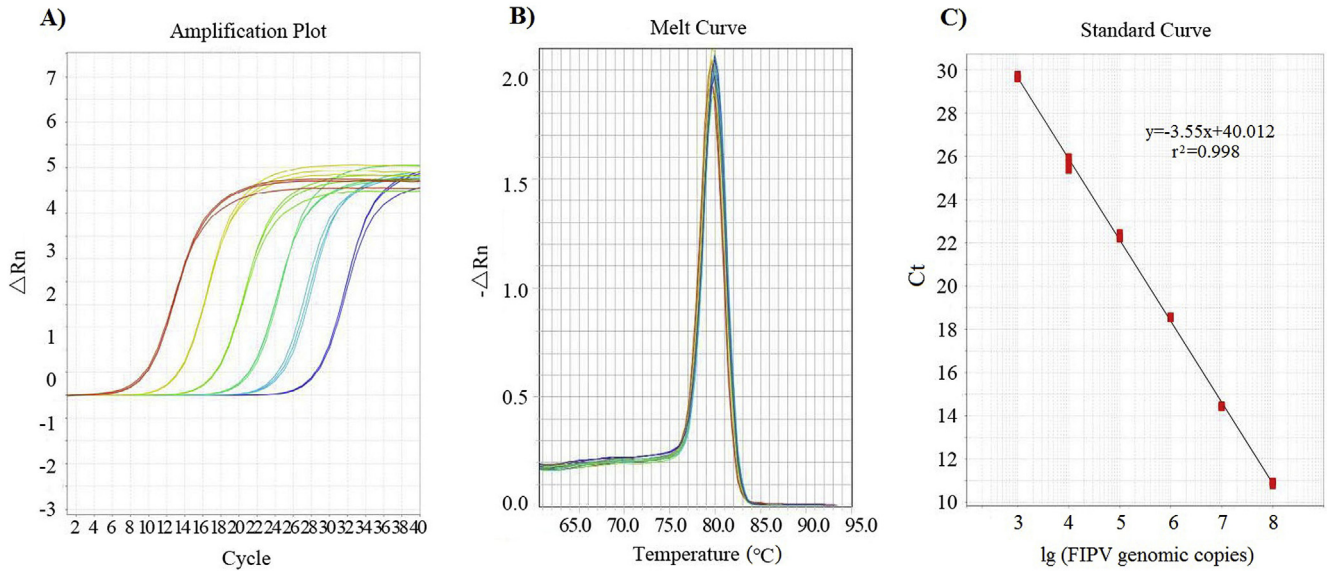 A)
Amplification Plot
△Rn
7
6
5
4
3
2
1
0
-1
-2
-3
2 4 6 8 10 12 14 16 18 20 22 24 26 28 30 32 34 36 38 40
Cycle
B)
Melt Curve
-△Rn
2.0
1.5
1.0
0.5
0.0
65.0 70.0 80.0 85.0 90.0 95.0
Temperature (°C)
C)
Standard Curve
Ct
30
28
26
24
22
20
18
16
14
12
10
y=-3.55x+40.012
r²=0.998
3 4 5 6 7 8
lg (FIPV genomic copies)